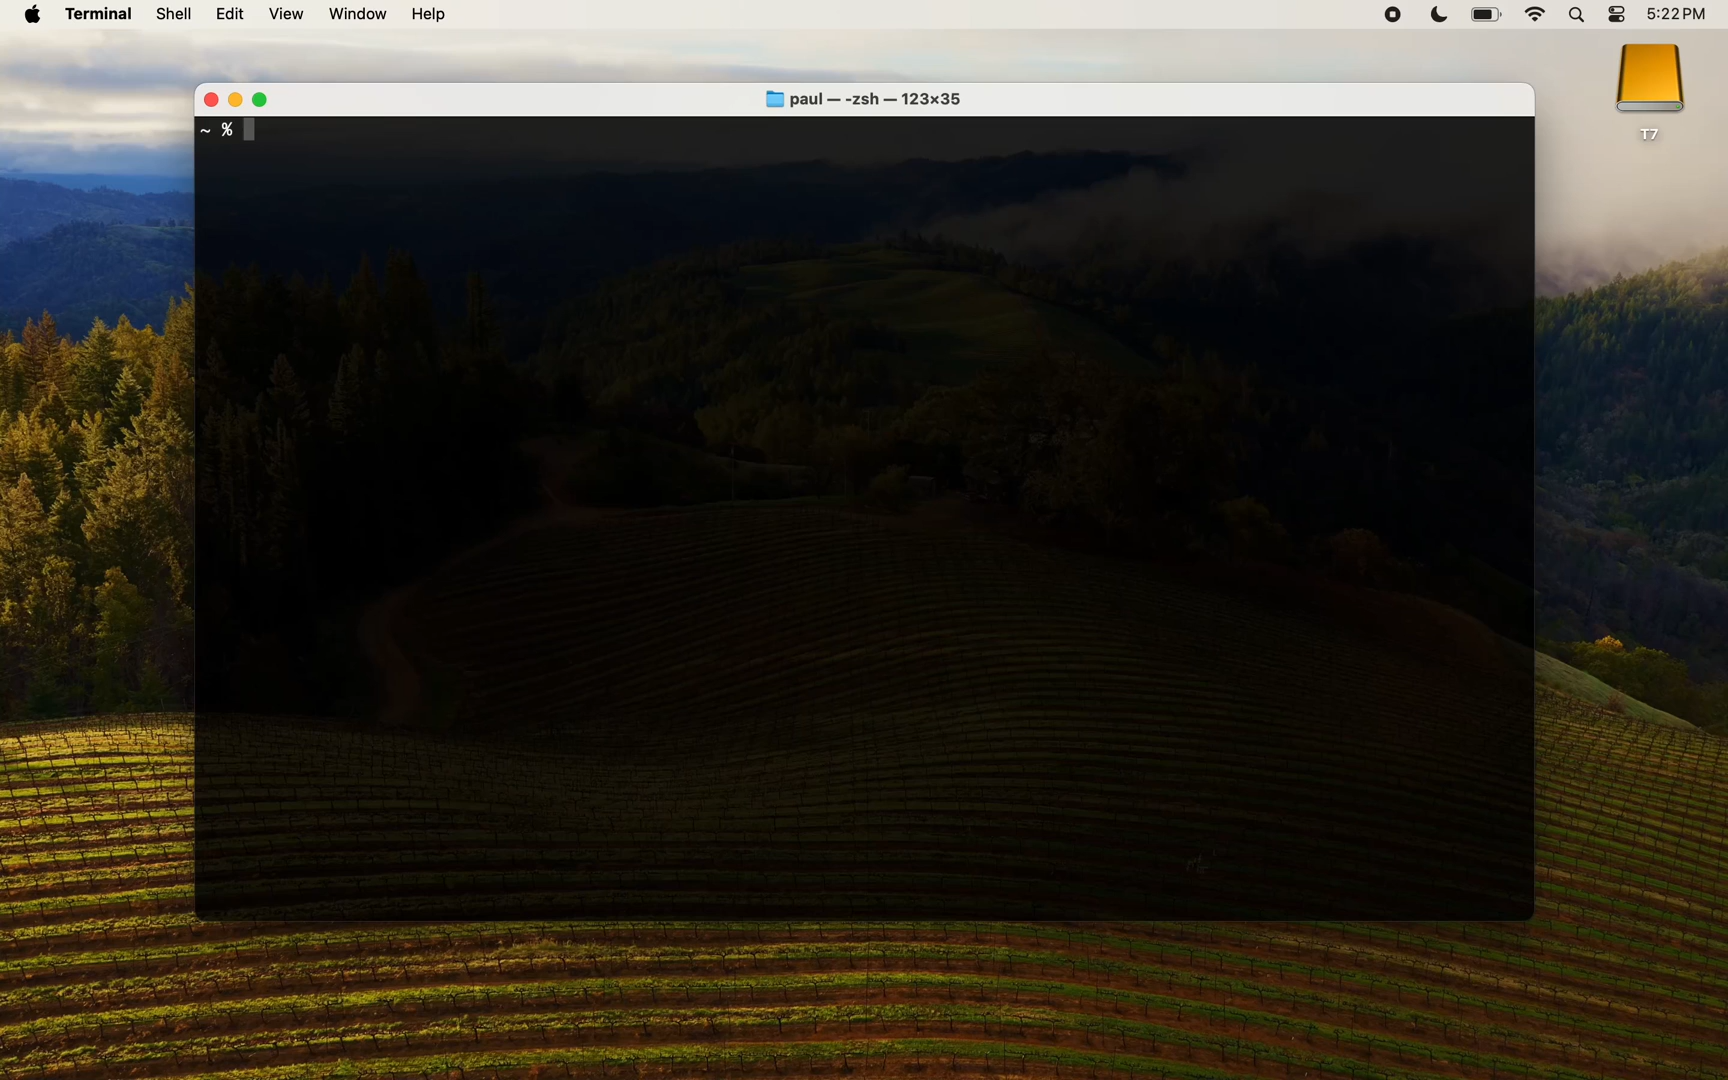 Terminal Shell Edit View Window Help 5:22 PM
T7
paul — -zsh — 123×35
~ %